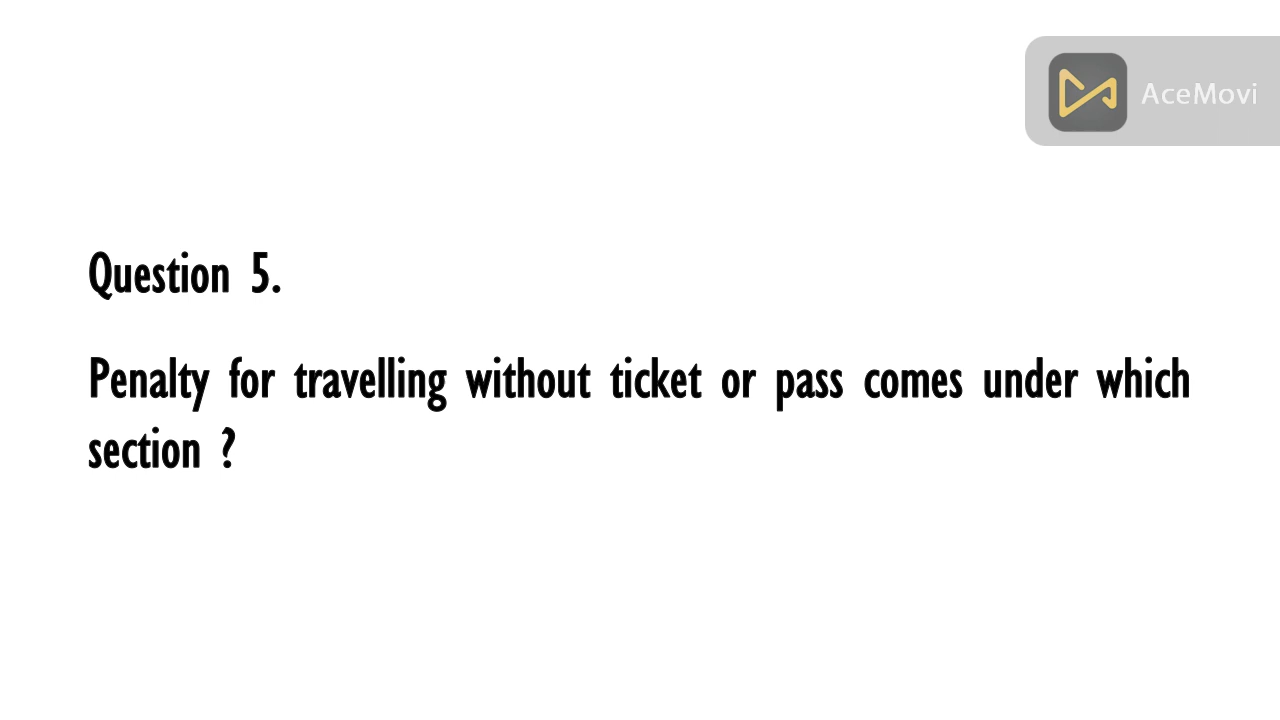 AceMovi
Question 5.
Penalty for travelling without ticket or pass comes under which
section ?